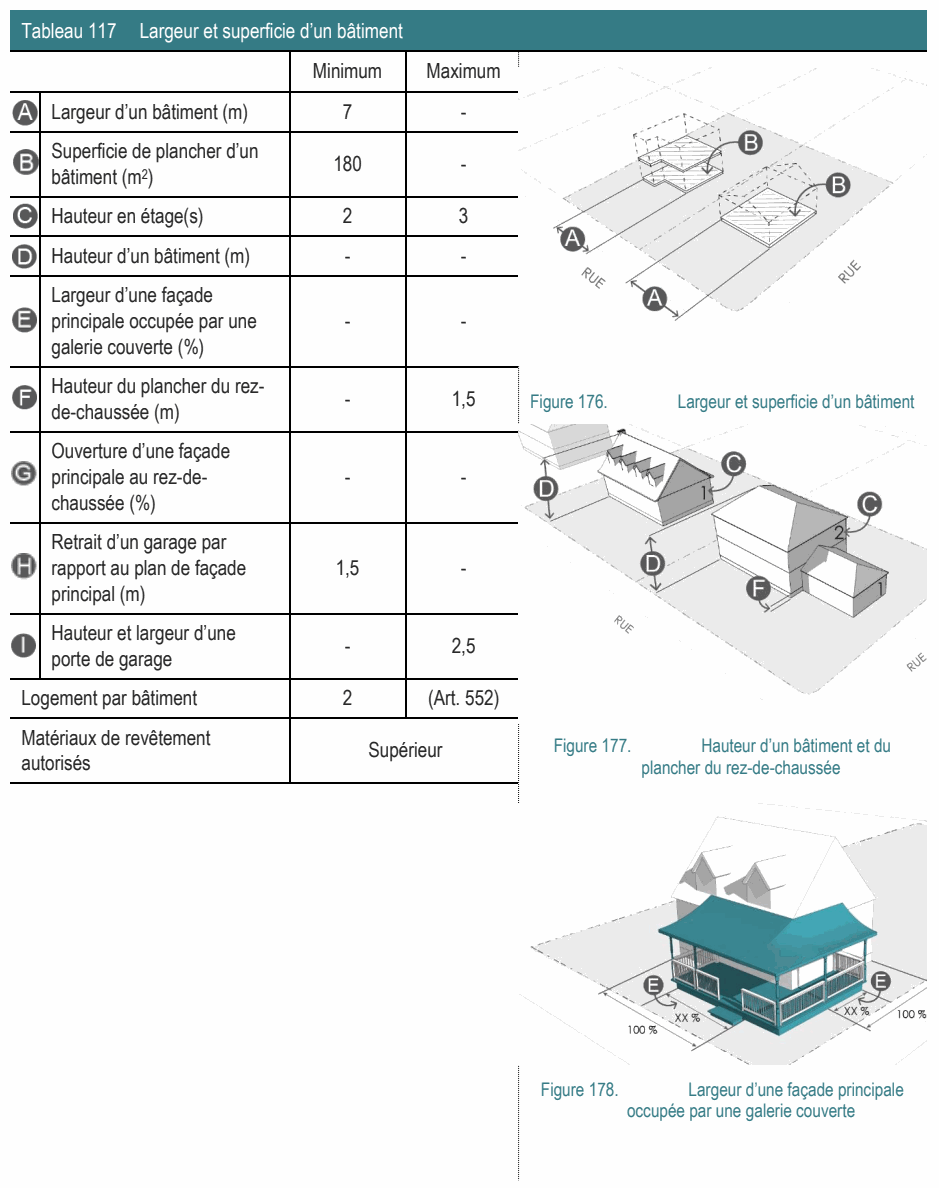 Tableau 117 Largeur et superficie d'un bâtiment
Minimum Maximum
A Largeur d'un bâtiment (m) 7 -
B Superficie de plancher d'un
bâtiment (m²) 180 -
C Hauteur en étage(s) 2 3
D Hauteur d'un bâtiment (m) - -
E Largeur d'une façade
principale occupée par une
galerie couverte (%) - -
F Hauteur du plancher du rez-
de-chaussée (m) - 1,5
G Ouverture d'une façade
principale au rez-de-
chaussée (%) - -
H Retrait d'un garage par
rapport au plan de façade
principal (m) 1,5 -
I Hauteur et largeur d'une
porte de garage - 2,5
Logement par bâtiment 2 (Art. 552)
Matériaux de revêtement
autorisés Supérieur
B
B
A
A
RUE
RUE
Figure 176. Largeur et superficie d'un bâtiment
C
D
1
C
2
D
F
1
RUE
RUE
Figure 177. Hauteur d'un bâtiment et du
plancher du rez-de-chaussée
E
E
XX %
XX %
100 %
100 %
Figure 178. Largeur d'une façade principale
occupée par une galerie couverte